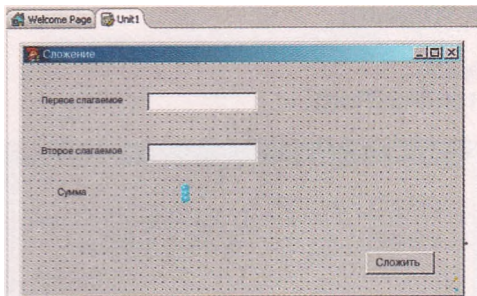 Welcome Page Unit1
Сложение
Первое слагаемое
Второе слагаемое
Сумма
Сложить